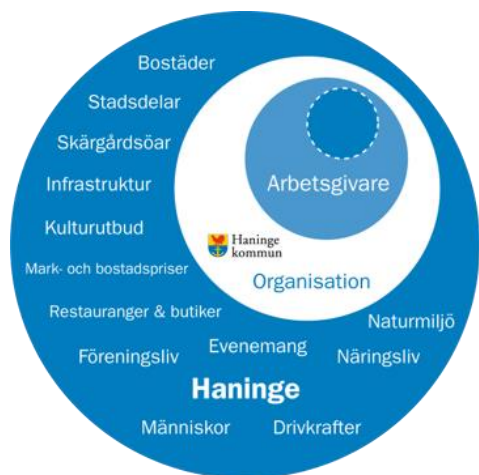 Bostäder
Stadsdelar
Skärgårdsöar
Infrastruktur
Arbetsgivare
Kulturutbud
Haninge
kommun
Mark- och bostadspriser
Organisation
Restauranger & butiker
Naturmiljö
Evenemang
Föreningsliv
Näringsliv
Haninge
Människor
Drivkrafter